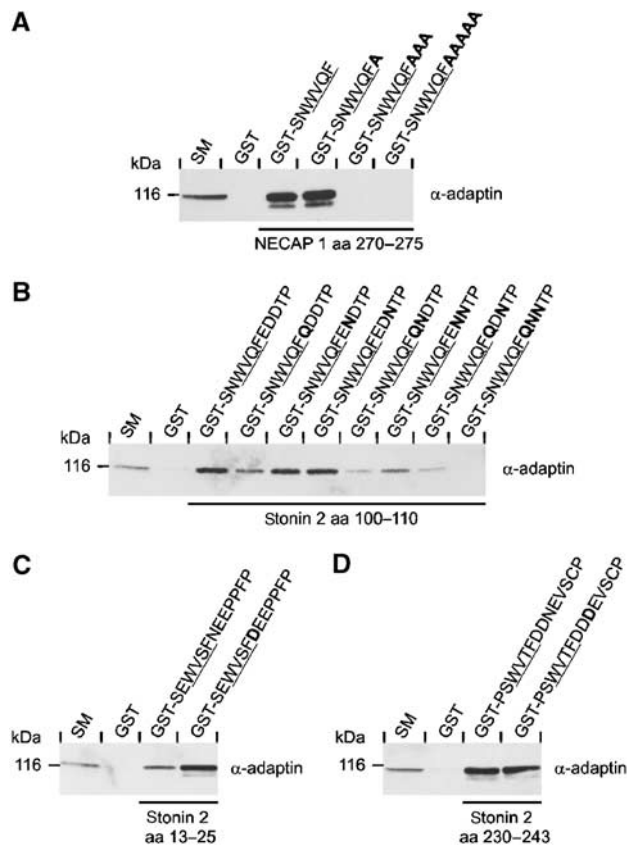 A
kDa
SM
GST
GST-SNWVQF
GST-SNWVQFA
GST-SNWVQFAAA
GST-SNWVQFAAAAA
116
α-adaptin
NECAP 1 aa 270–275
B
kDa
SM
GST
GST-SNWVQFEDDTP
GST-SNWVQFQDDTP
GST-SNWVQFENDTP
GST-SNWVQFEDNTP
GST-SNWVQFQNDTP
GST-SNWVQFENNTP
GST-SNWVQFQDNTP
GST-SNWVQFQNNTP
116
α-adaptin
Stonin 2 aa 100–110
C
kDa
SM
GST
GST-SEWVSFNEEPPFP
GST-SEWVSFDEEPPFP
116
α-adaptin
Stonin 2
aa 13–25
D
kDa
SM
GST
GST-PSWVTFDDNEVSCP
GST-PSWVTFDDDEVSCP
116
α-adaptin
Stonin 2
aa 230–243